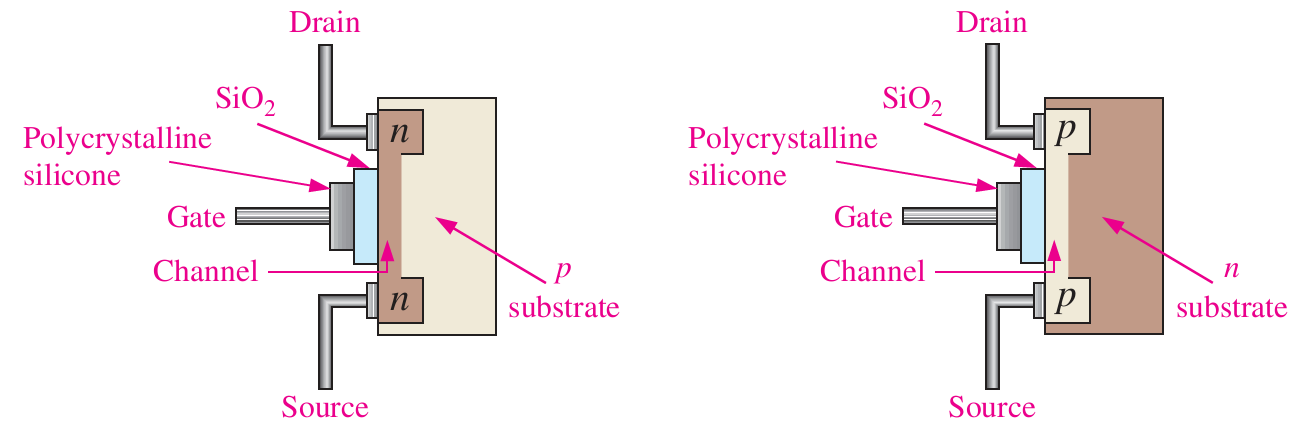 Drain
SiO₂
Polycrystalline
silicone
n
Gate
Channel
p
n
substrate
Source
Drain
SiO₂
Polycrystalline
silicone
p
Gate
Channel
n
p
substrate
Source